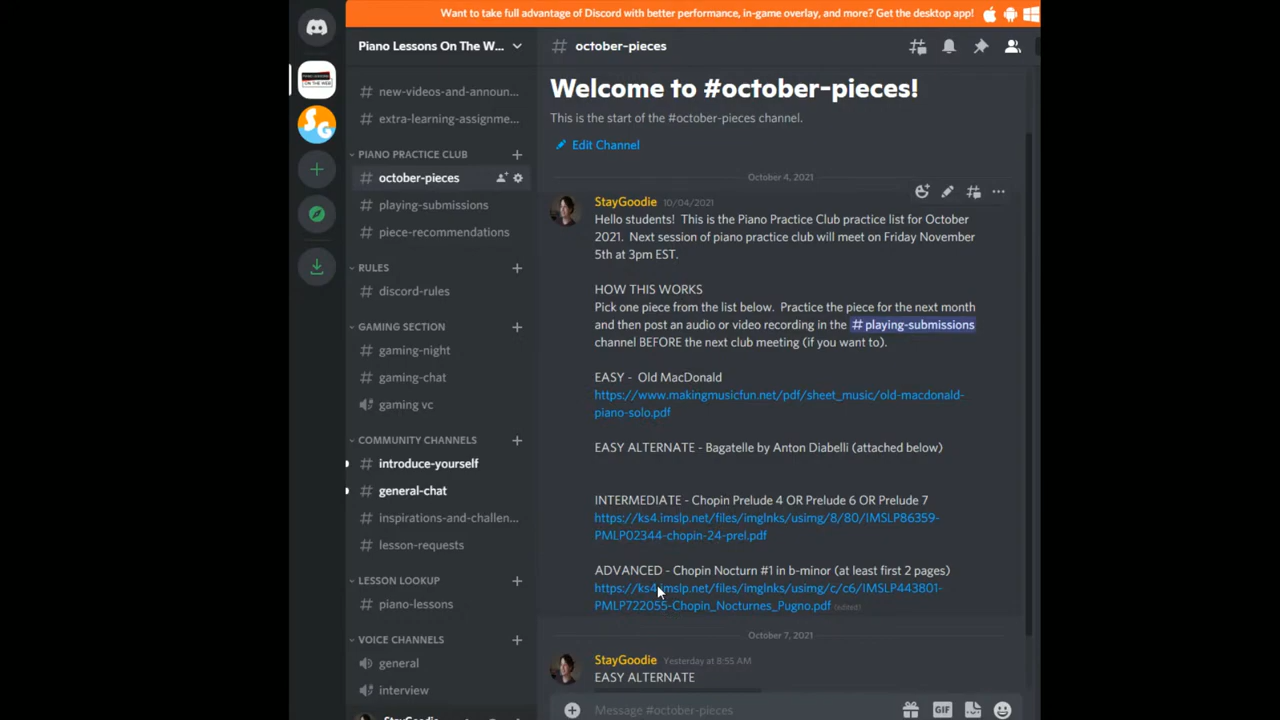 Want to take full advantage of Discord with better performance, in-game overlay, and more? Get the desktop app!
Piano Lessons On The W...
new-videos-and-announ...
extra-learning-assignme...
PIANO PRACTICE CLUB
october-pieces
playing-submissions
piece-recommendations
RULES
discord-rules
GAMING SECTION
gaming-night
gaming-chat
gaming vc
COMMUNITY CHANNELS
introduce-yourself
general-chat
inspirations-and-challen...
lesson-requests
LESSON LOOKUP
piano-lessons
VOICE CHANNELS
general
interview
StayGoodie
# october-pieces
Welcome to #october-pieces!
This is the start of the #october-pieces channel.
Edit Channel
October 4, 2021
StayGoodie 10/04/2021
Hello students! This is the Piano Practice Club practice list for October
2021. Next session of piano practice club will meet on Friday November
5th at 3pm EST.
HOW THIS WORKS
Pick one piece from the list below. Practice the piece for the next month
and then post an audio or video recording in the # playing-submissions
channel BEFORE the next club meeting (if you want to).
EASY - Old MacDonald
https://www.makingmusicfun.net/pdf/sheet_music/old-macdonald-
piano-solo.pdf
EASY ALTERNATE - Bagatelle by Anton Diabelli (attached below)
INTERMEDIATE - Chopin Prelude 4 OR Prelude 6 OR Prelude 7
https://ks4.imslp.net/files/imglnks/usimg/8/80/IMSLP86359-
PMLP02344-chopin-24-prel.pdf
ADVANCED - Chopin Nocturn #1 in b-minor (at least first 2 pages)
https://ks4.imslp.net/files/imglnks/usimg/c/c6/IMSLP443801-
PMLP722055-Chopin_Nocturnes_Pugno.pdf (edited)
October 7, 2021
StayGoodie Yesterday at 8:55 AM
EASY ALTERNATE
Message #october-pieces
GIF